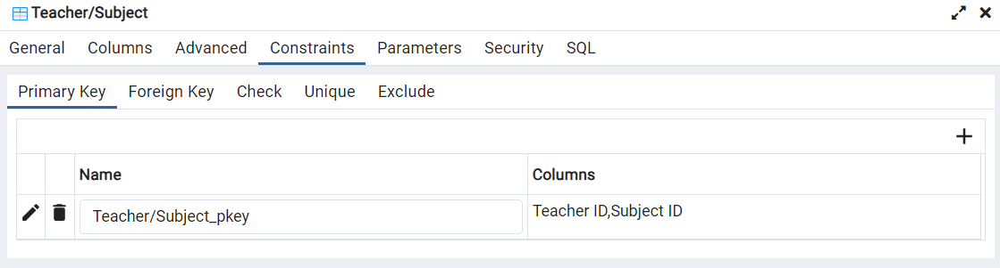 Teacher/Subject
General Columns Advanced Constraints Parameters Security SQL
Primary Key Foreign Key Check Unique Exclude
Name Columns
Teacher/Subject_pkey Teacher ID,Subject ID